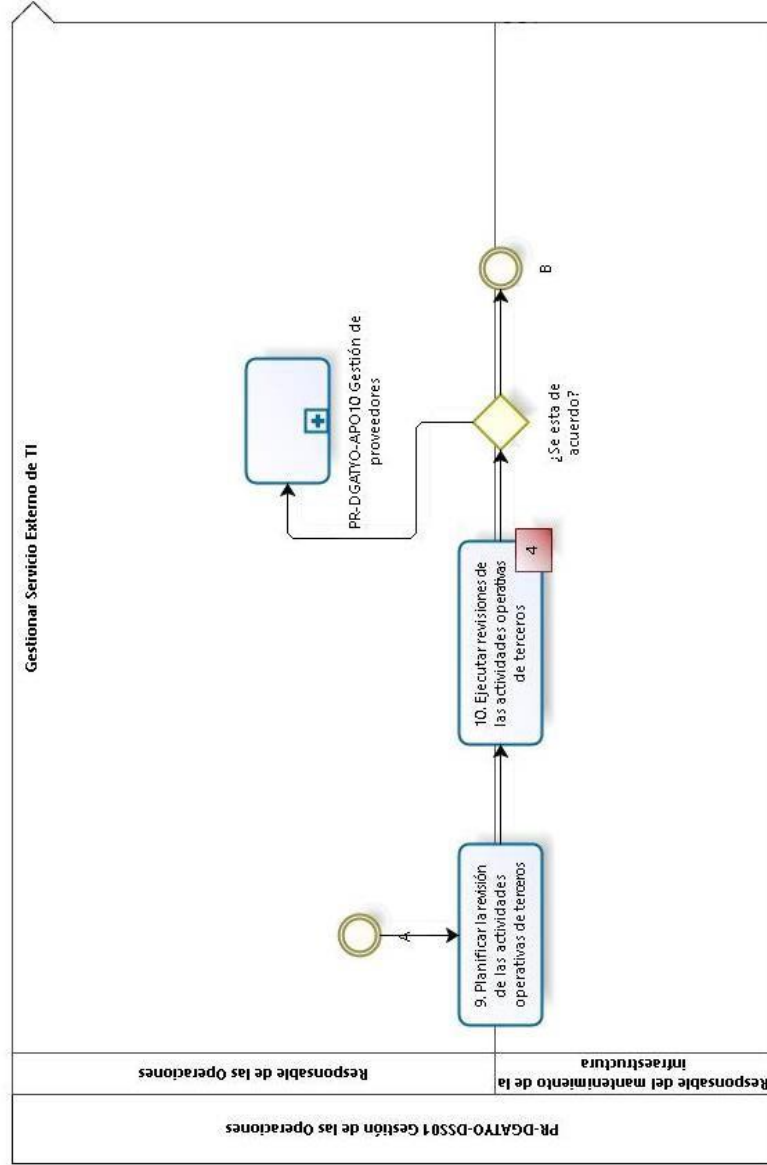 Gestionar Servicio Externo de TI
PR-DGATYO-DSS01 Gestión de las Operaciones
Responsable de las Operaciones
Responsable del mantenimiento de la
infraestructura
A
9. Planificar la revisión
de las actividades
operativas de terceros
10. Ejecutar revisiones de
las actividades operativas
de terceros
4
¿Se esta de
acuerdo?
PR-DGATYO-APO10 Gestión de
proveedores
B